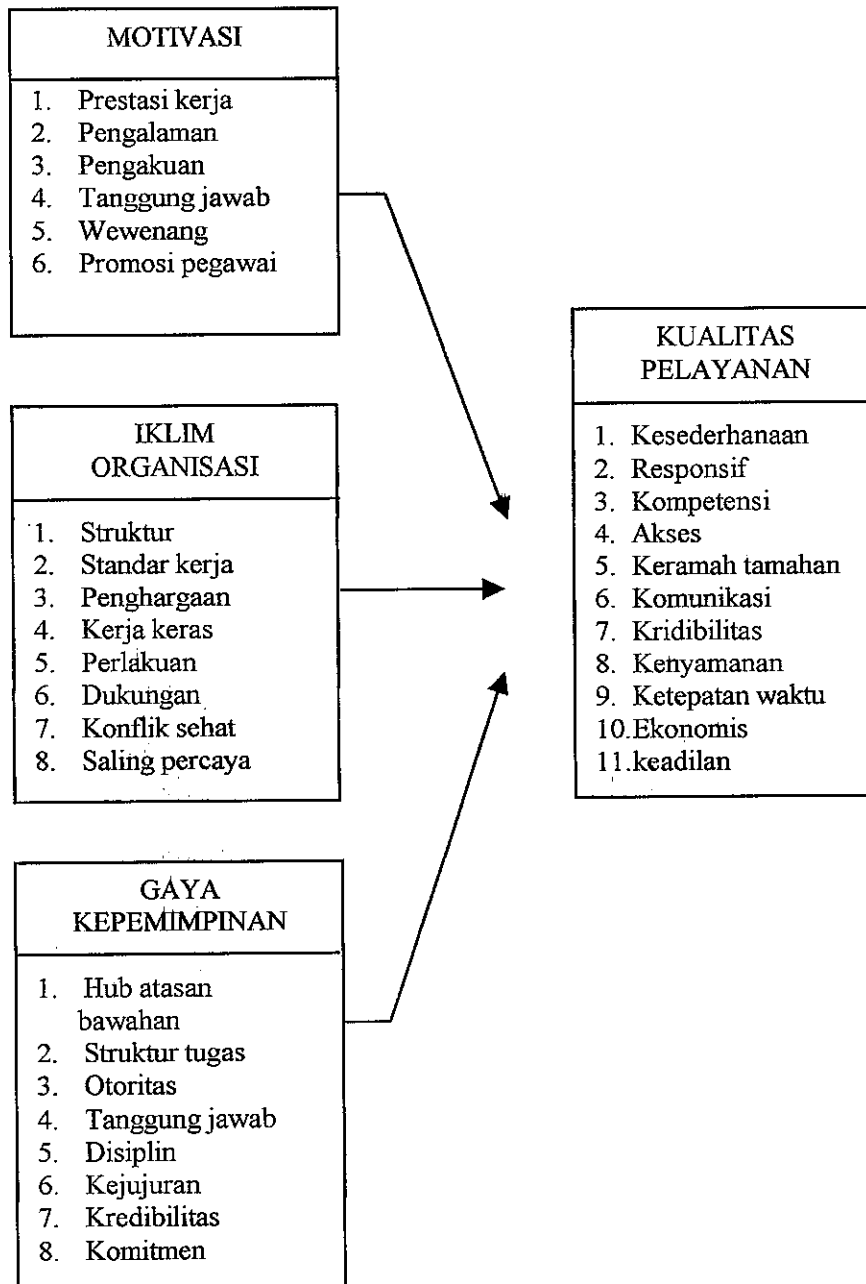 MOTIVASI
1. Prestasi kerja
2. Pengalaman
3. Pengakuan
4. Tanggung jawab
5. Wewenang
6. Promosi pegawai
IKLIM
ORGANISASI
1. Struktur
2. Standar kerja
3. Penghargaan
4. Kerja keras
5. Perlakuan
6. Dukungan
7. Konflik sehat
8. Saling percaya
GAYA
KEPEMIMPINAN
1. Hub atasan
bawahan
2. Struktur tugas
3. Otoritas
4. Tanggung jawab
5. Disiplin
6. Kejujuran
7. Kredibilitas
8. Komitmen
KUALITAS
PELAYANAN
1. Kesederhanaan
2. Responsif
3. Kompetensi
4. Akses
5. Keramah tamahan
6. Komunikasi
7. Kridibilitas
8. Kenyamanan
9. Ketepatan waktu
10.Ekonomis
11.keadilan